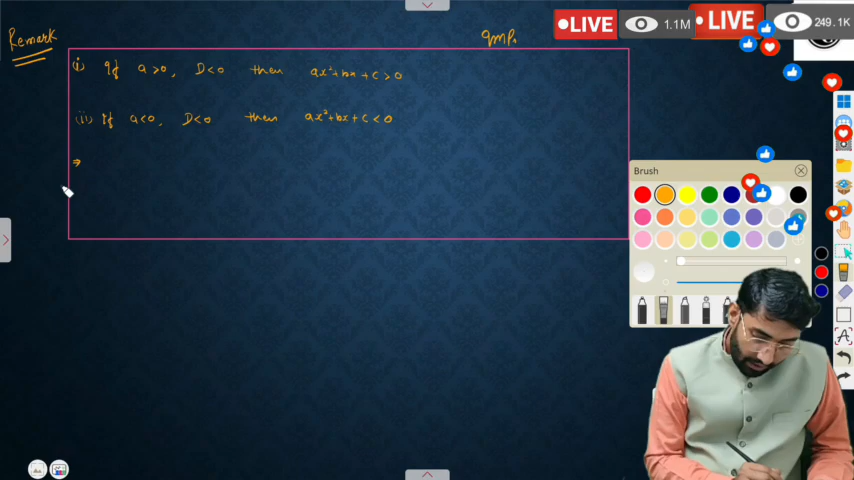 Remark
Imp.
(i) If a>0, D<0 then ax²+bx+c>0
(ii) If a<0, D<0 then ax²+bx+c<0
⇒
LIVE 1.1M
LIVE 249.1K
Brush
A